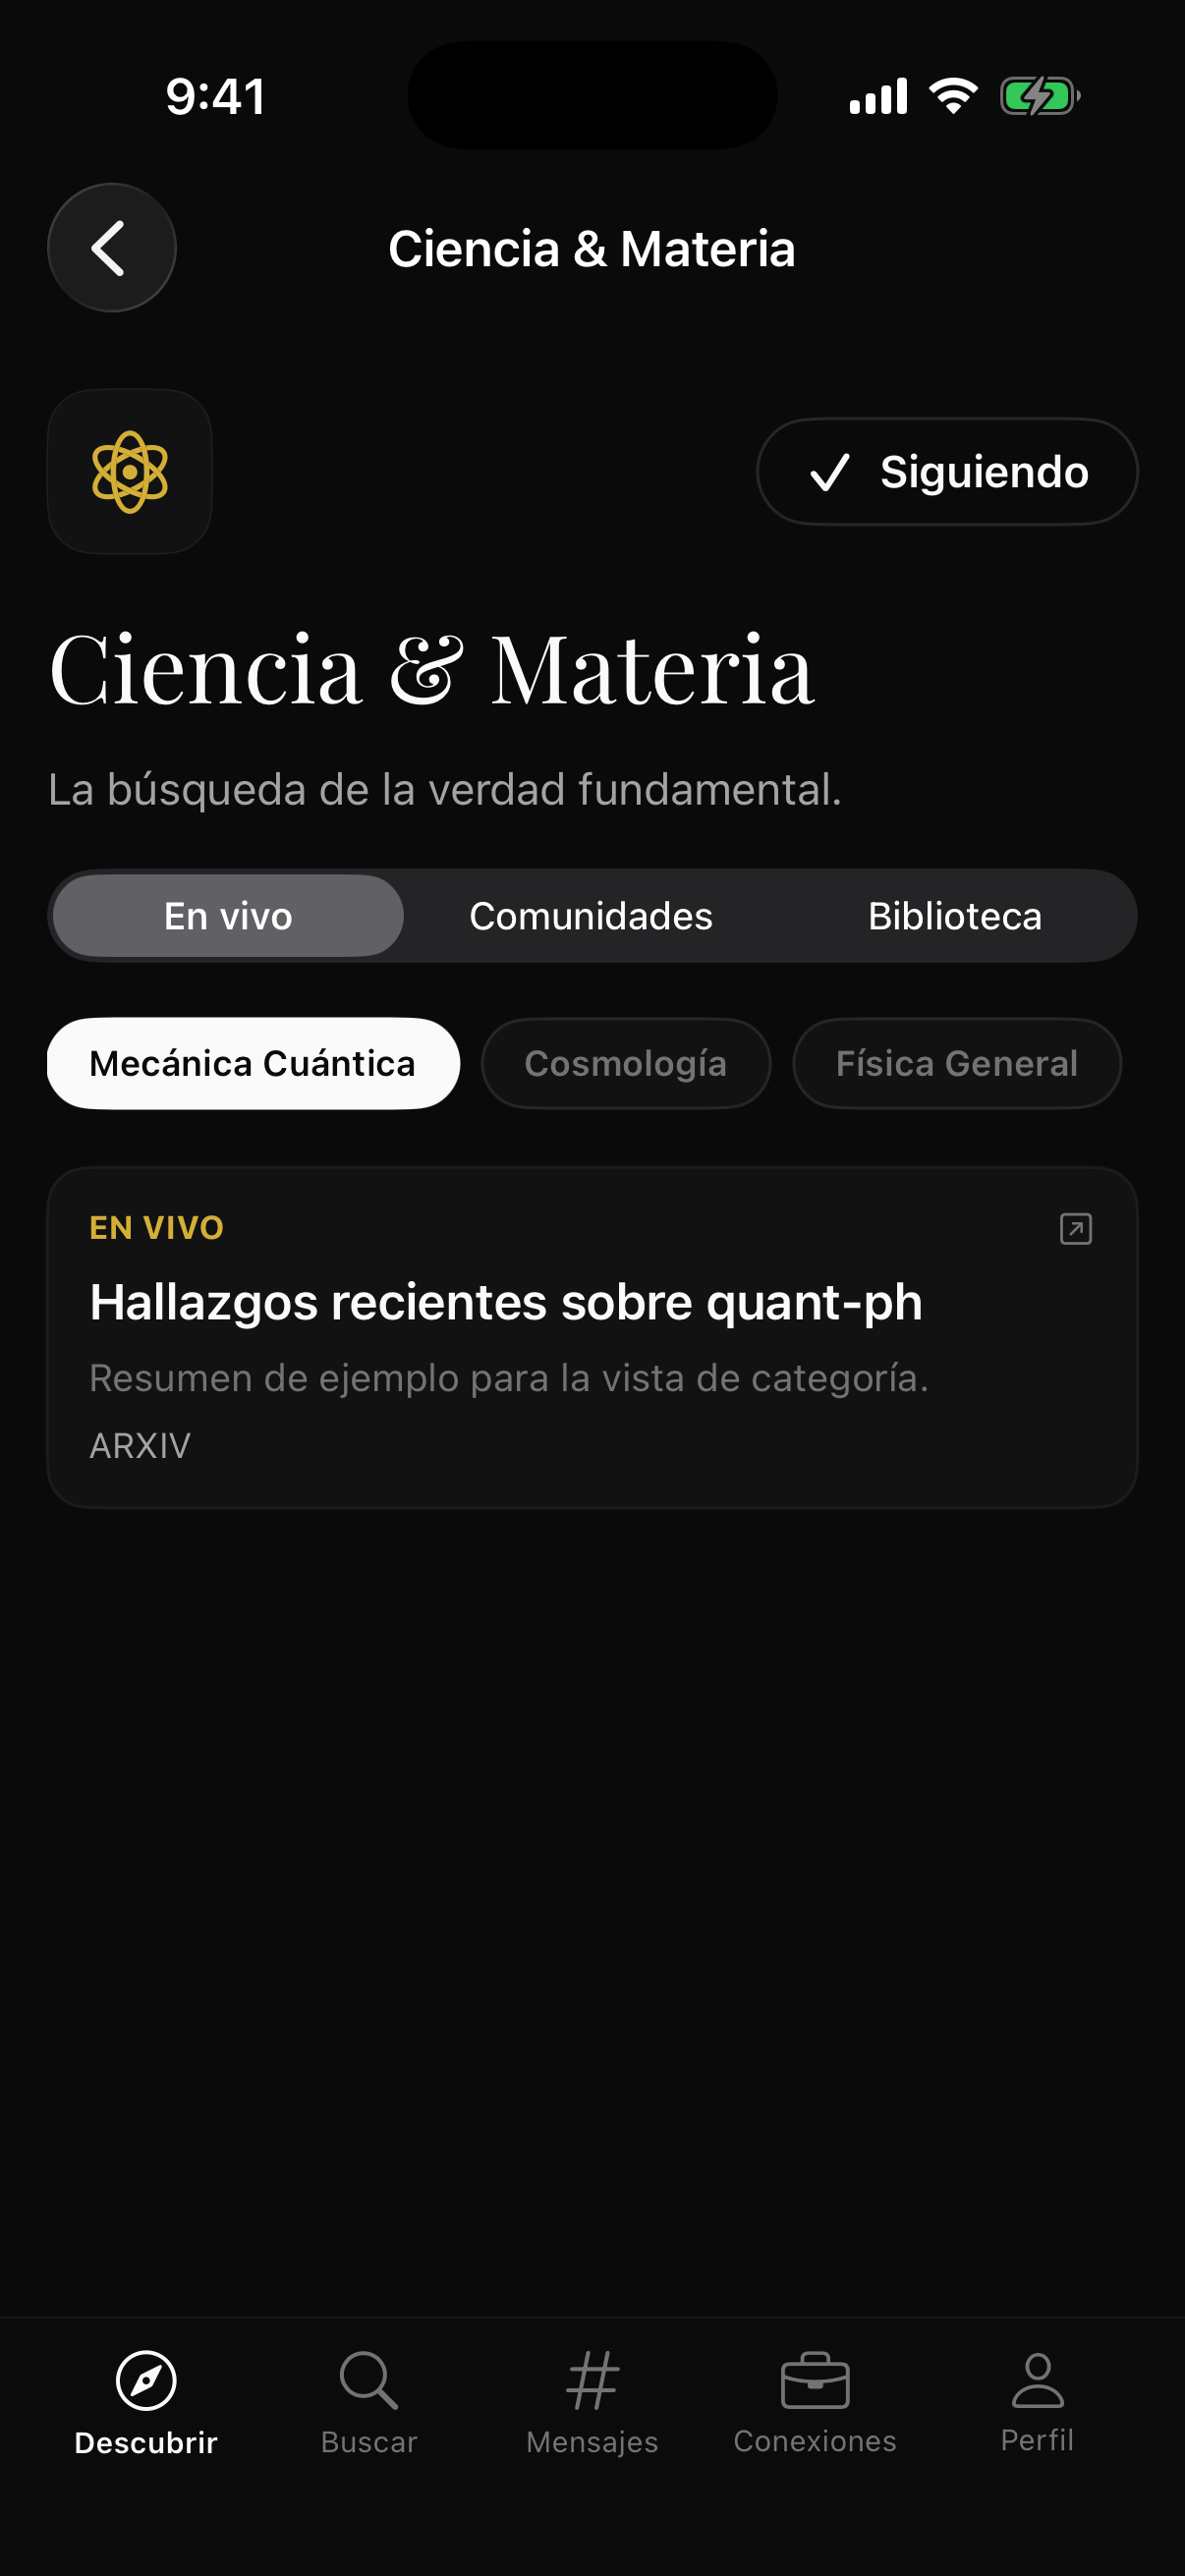 9:41
Ciencia & Materia
Siguiendo
Ciencia & Materia
La búsqueda de la verdad fundamental.
En vivo
Comunidades
Biblioteca
Mecánica Cuántica
Cosmología
Física General
EN VIVO
Hallazgos recientes sobre quant-ph
Resumen de ejemplo para la vista de categoría.
ARXIV
Descubrir
Buscar
Mensajes
Conexiones
Perfil